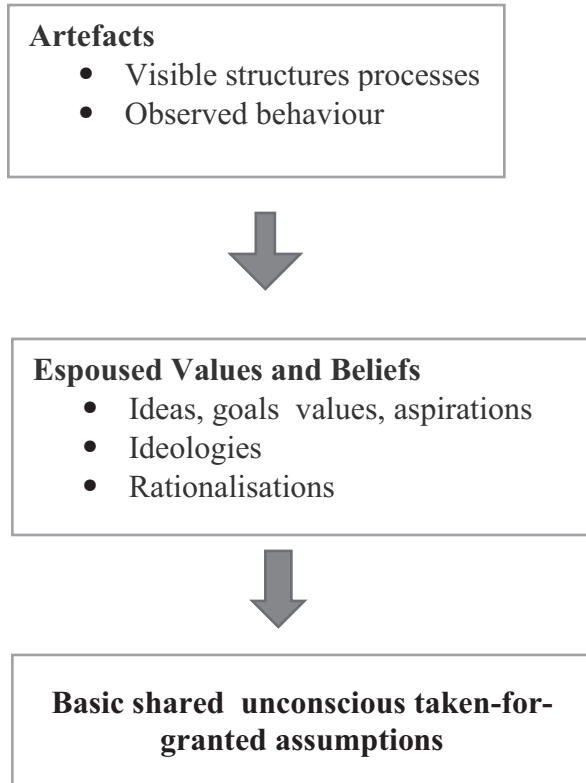 Artefacts
• Visible structures processes
• Observed behaviour
Espoused Values and Beliefs
• Ideas, goals  values, aspirations
• Ideologies
• Rationalisations
Basic shared  unconscious taken-for-
granted assumptions